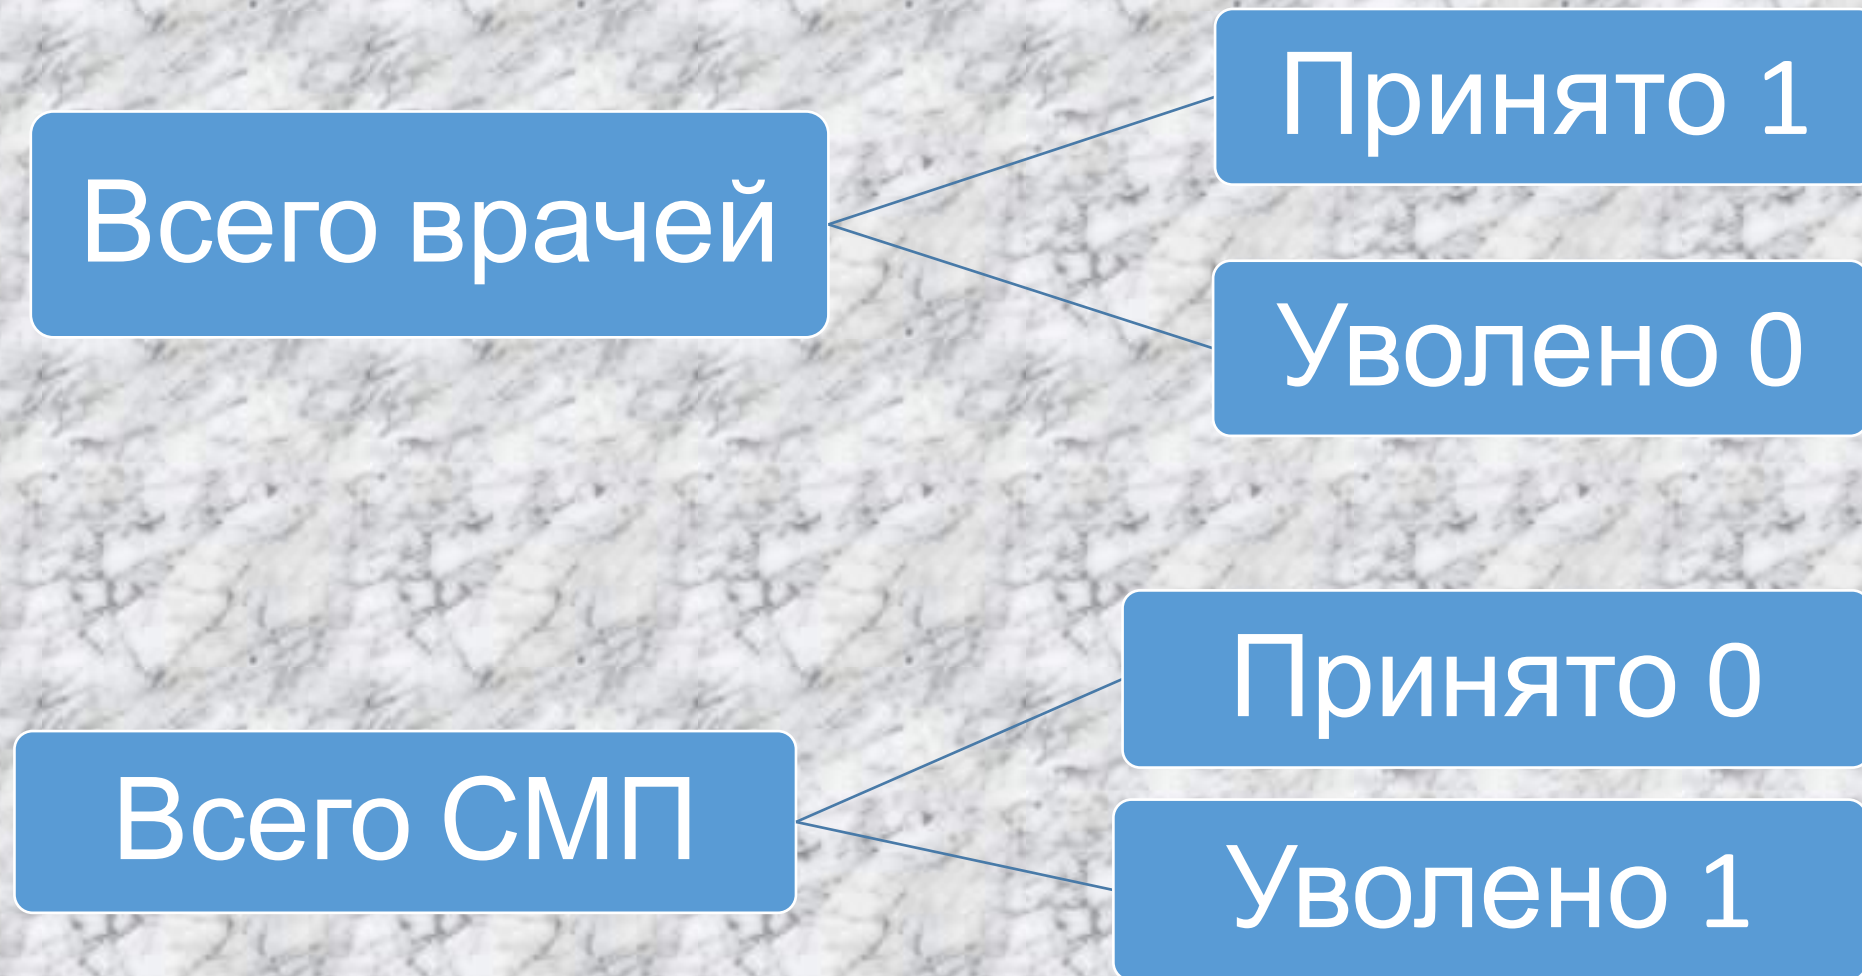 Всего врачей
Принято 1
Уволено 0
Всего СМП
Принято 0
Уволено 1